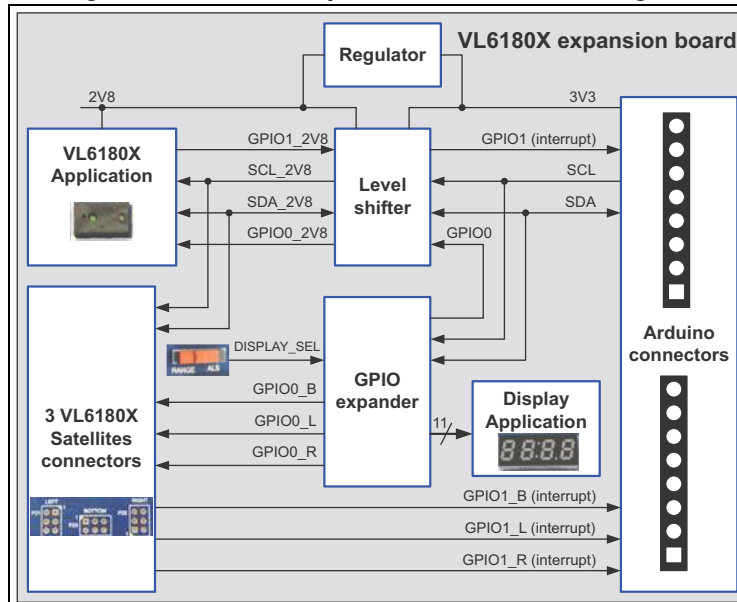 VL6180X expansion board
Regulator
2V8
3V3
VL6180X
Application
GPIO1_2V8
SCL_2V8
SDA_2V8
GPIO0_2V8
Level
shifter
GPIO1 (interrupt)
SCL
SDA
GPIO0
Arduino
connectors
DISPLAY_SEL
RANGE ALS
GPIO
expander
GPIO0_B
GPIO0_L
GPIO0_R
11
Display
Application
88:88
3 VL6180X
Satellites
connectors
LEFT
BOTTOM
RIGHT
GPIO1_B (interrupt)
GPIO1_L (interrupt)
GPIO1_R (interrupt)